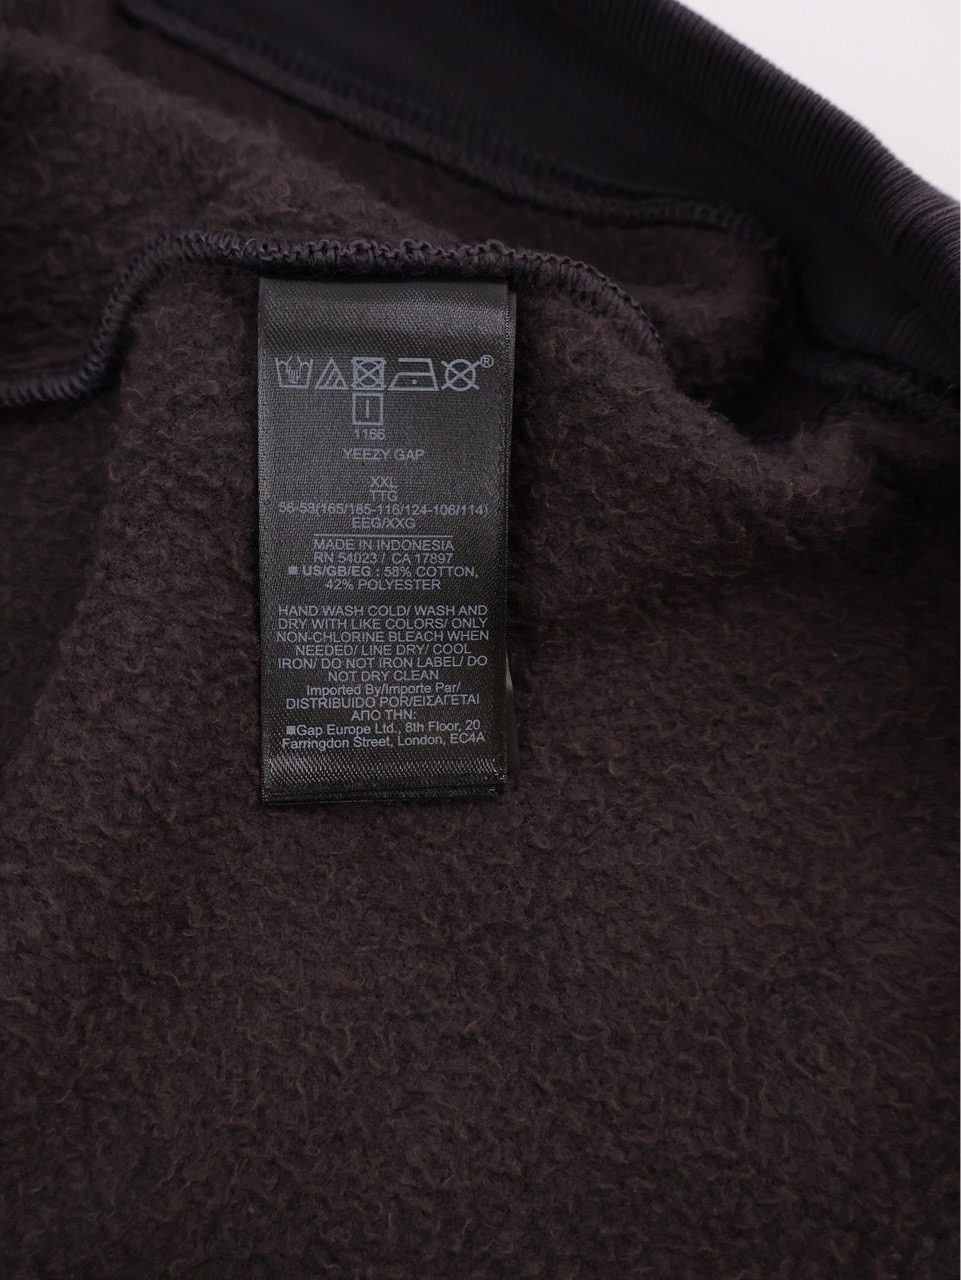 ®
1166
YEEZY GAP
XXL
TTG
56-58(165/185-116/124-106/114)
EEG/XXG
MADE IN INDONESIA
RN 54023 / CA 17897
■ US/GB/EG : 58% COTTON,
42% POLYESTER
HAND WASH COLD/ WASH AND
DRY WITH LIKE COLORS/ ONLY
NON-CHLORINE BLEACH WHEN
NEEDED/ LINE DRY/ COOL
IRON/ DO NOT IRON LABEL/ DO
NOT DRY CLEAN
Imported By/Importe Par/
DISTRIBUIDO POR/ΕΙΣΑΓΕΤΑΙ
ΑΠΟ ΤΗΝ:
■Gap Europe Ltd., 8th Floor, 20
Farringdon Street, London, EC4A